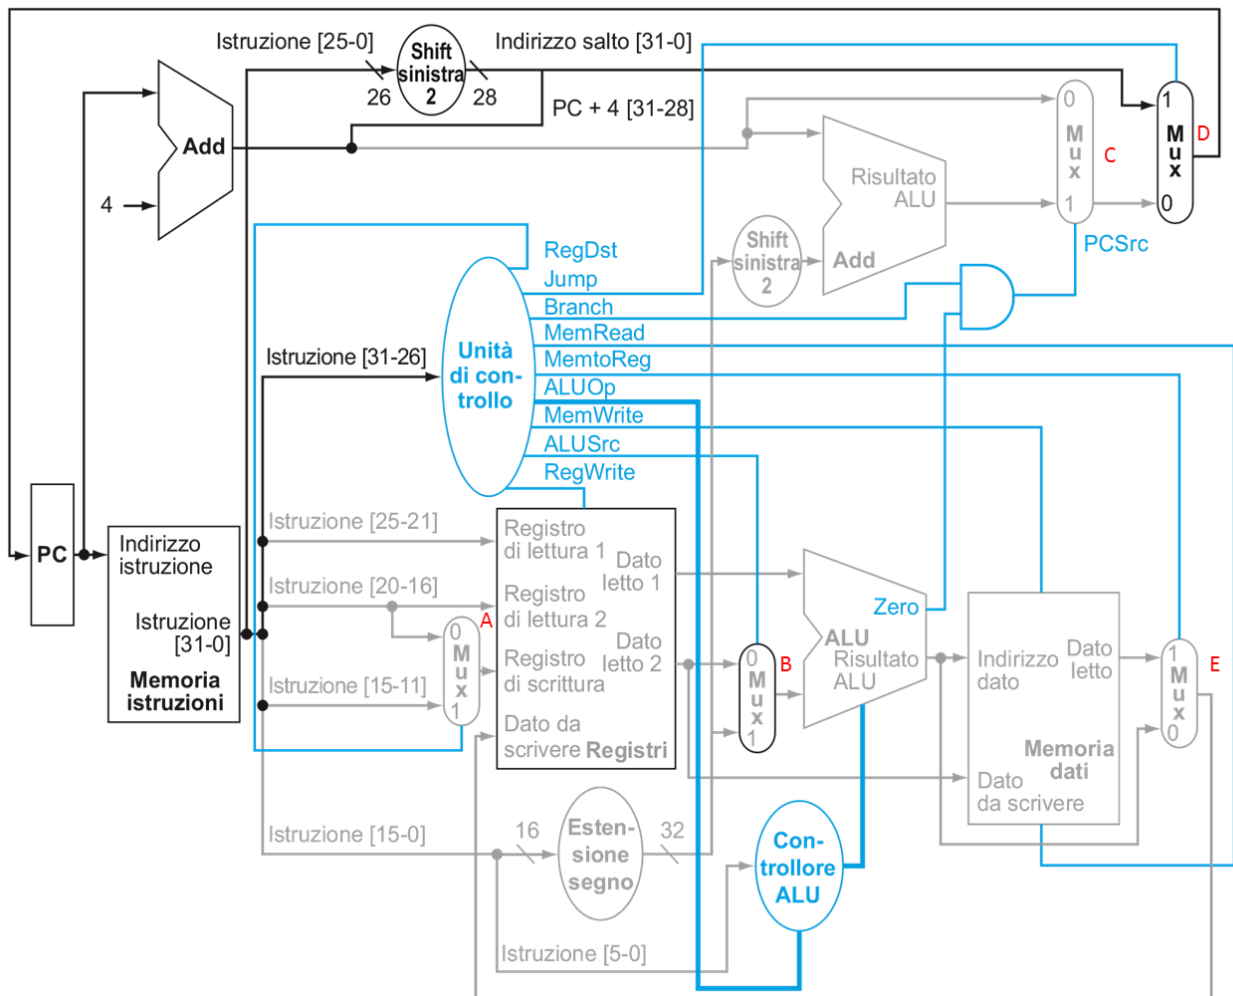 Istruzione [25-0]
Shift
sinistra
2
26
28
Indirizzo salto [31-0]
PC + 4 [31-28]
Add
4
0
M
u
x
1
C
1
M
u
x
0
D
Risultato
ALU
Add
Shift
sinistra
2
PCSrc
RegDst
Jump
Branch
MemRead
MemtoReg
ALUOp
MemWrite
ALUSrc
RegWrite
Unità
di con-
trollo
Istruzione [31-26]
PC
Indirizzo
istruzione
Istruzione
[31-0]
Memoria
istruzioni
Istruzione [25-21]
Istruzione [20-16]
Istruzione [15-11]
0
M
u
x
1
A
Registro
di lettura 1
Registro
di lettura 2
Registro
di scrittura
Dato da
scrivere
Registri
Dato
letto 1
Dato
letto 2
0
M
u
x
1
B
Zero
ALU
Risultato
ALU
Indirizzo
dato
Dato
letto
Memoria
dati
Dato
da scrivere
1
M
u
x
0
E
Istruzione [15-0]
16
Esten-
sione
segno
32
Con-
trollore
ALU
Istruzione [5-0]